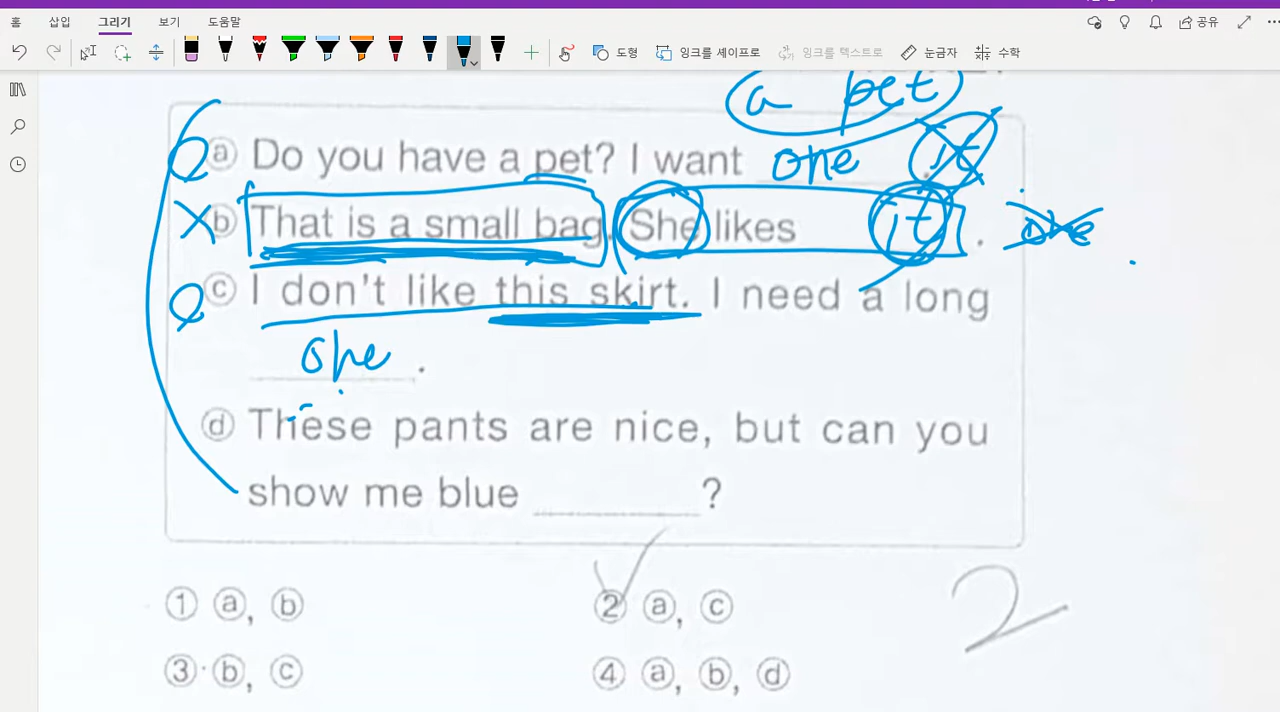 홈 삽입 그리기 보기 도움말 공유
도형 잉크를 셰이프로 잉크를 텍스트로 눈금자 수학
a pet
ⓐ Do you have a pet? I want one . it
ⓑ That is a small bag. She likes it . one
ⓒ I don't like this skirt. I need a long
one .
ⓓ These pants are nice, but can you
show me blue ________?
① ⓐ, ⓑ ② ⓐ, ⓒ
③ ⓑ, ⓒ ④ ⓐ, ⓑ, ⓓ
2